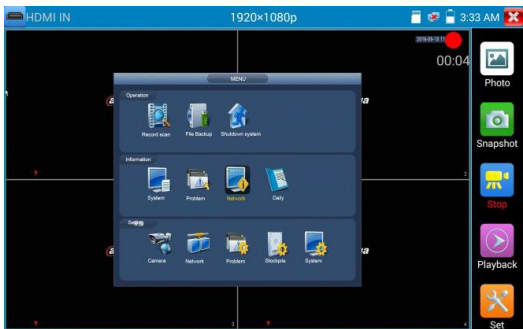 HDMI IN
1920×1080p
3:33 AM
00:04
MENU
Operation
Record scan
File Backup
Shutdown system
Information
System
Problem
Network
Daily
Camera
Network
Problem
Stockpile
System
Photo
Snapshot
Stop
Playback
Set